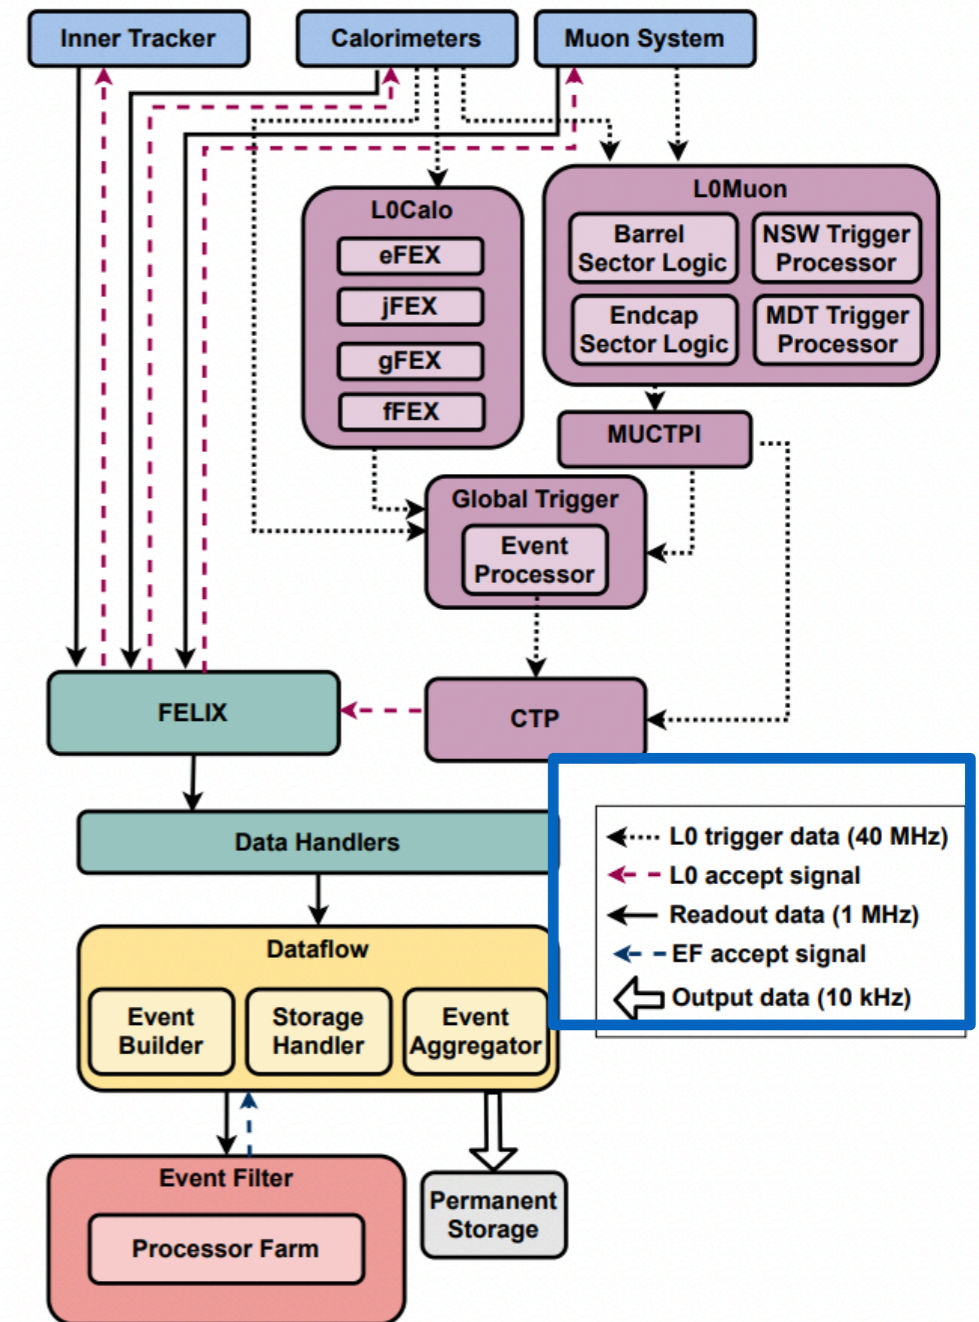 Inner Tracker
Calorimeters
Muon System
L0Calo
eFEX
jFEX
gFEX
fFEX
L0Muon
Barrel
Sector Logic
NSW Trigger
Processor
Endcap
Sector Logic
MDT Trigger
Processor
MUCTPI
Global Trigger
Event
Processor
FELIX
CTP
Data Handlers
L0 trigger data (40 MHz)
L0 accept signal
Readout data (1 MHz)
EF accept signal
Output data (10 kHz)
Dataflow
Event
Builder
Storage
Handler
Event
Aggregator
Event Filter
Processor Farm
Permanent
Storage